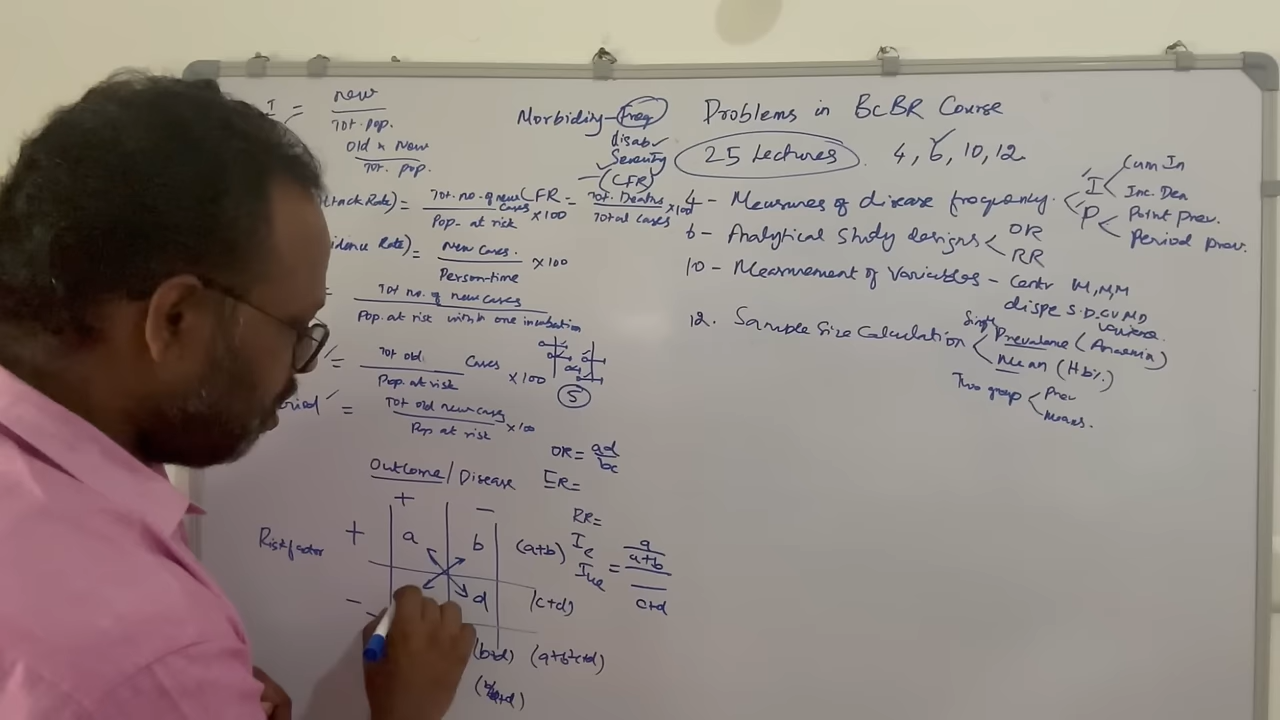 I = new
Tot. Pop.
Old + New
Tot. pop.
ttack Rate) = Tot. no. of new cases ×100
Pop. at risk
idence Rate) = New Cases. ×100
Person-time
= Tot no. of new cases
Pop. at risk with one incubation
= Tot old. Cases ×100
Pop. at risk
eriod = Tot old new cases ×100
Pop at risk
5
Morbidity - Freq
disab
Severity
(CFR)
CFR = Tot. Deaths ×100
Total cases
Problems in BCBR Course
25 Lectures 4, 6, 10, 12
4 - Measures of disease frequency. < I < Cum In
Inc. Den
P < Point Prev.
Period prev.
6 - Analytical Study designs < OR
RR
10 - Measurement of Variables - Centr M, M, M
dispe S.D, CV MD
Variance.
12. Sample Size Calculation < Single Prevalence (Anaemia)
Mean (Hb%)
Two group < Prev
Means.
OR = ad
bc
ER =
RR =
Outcome/Disease
+ -
Risk factor + a b (a+b)
- d (c+d)
(b+d) (a+b+c+d)
Ie = a
a+b
Iue
c+d